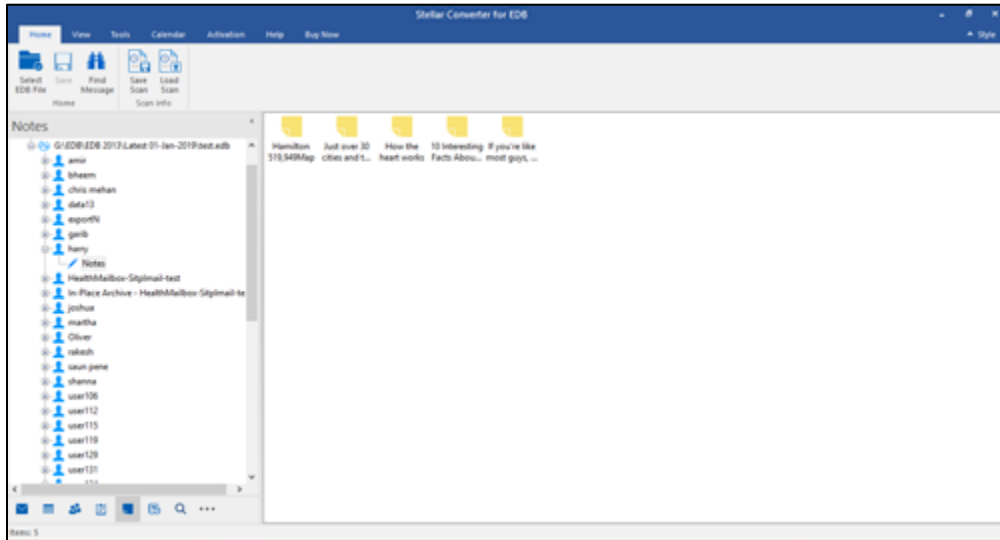 Stellar Converter for EDB
Home View Tools Calendar Activation Help Buy Now Style
Select EDB File
Save
Find Message
Save Scan
Load Scan
Home
Scan info
Notes
G:\EDB\EDB 2013\Latest 01-Jan-2019\test.edb
amir
bheem
chris mehan
data13
exportN
garib
harry
Notes
HealthMailbox-Sitplmail-test
In-Place Archive - HealthMailbox-Sitplmail-te
joshua
martha
Oliver
rakesh
saun pene
shanna
user106
user112
user115
user119
user129
user131
Hamilton
519,949Map
Just over 30
cities and t...
How the
heart works
10 Interesting
Facts Abou...
If you're like
most guys, ...
Items: 5